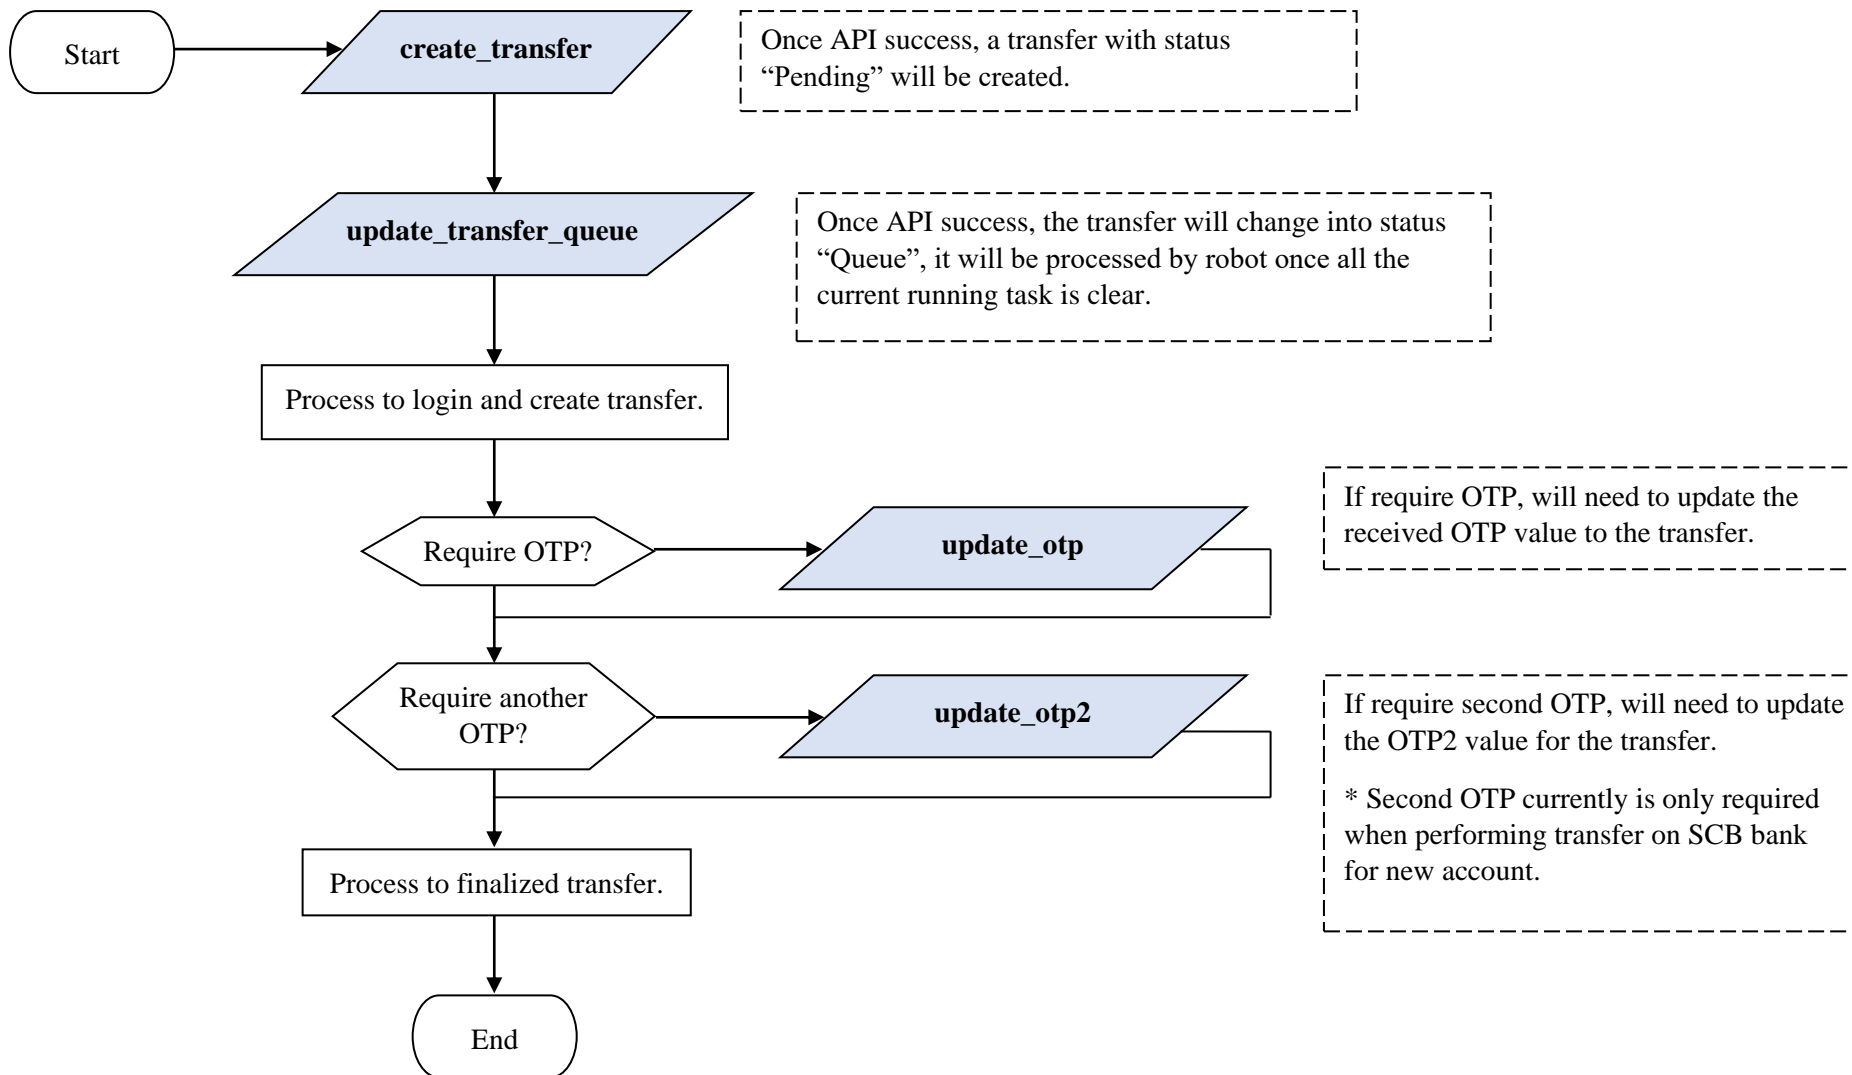 Start
create_transfer
Once API success, a transfer with status
“Pending” will be created.
update_transfer_queue
Once API success, the transfer will change into status
“Queue”, it will be processed by robot once all the
current running task is clear.
Process to login and create transfer.
Require OTP?
update_otp
If require OTP, will need to update the
received OTP value to the transfer.
Require another
OTP?
update_otp2
If require second OTP, will need to update
the OTP2 value for the transfer.
* Second OTP currently is only required
when performing transfer on SCB bank
for new account.
Process to finalized transfer.
End